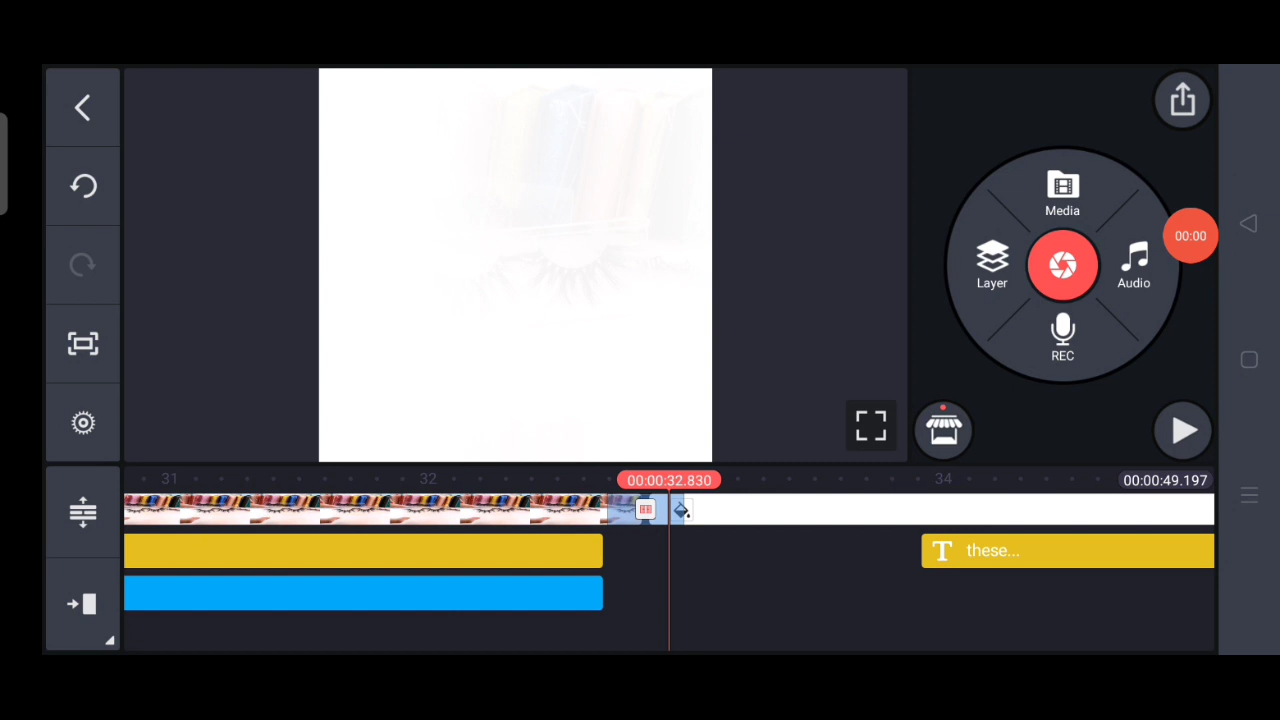 Media
00:00
Layer
Audio
REC
31
32
00:00:32.830
34
00:00:49.197
T these...